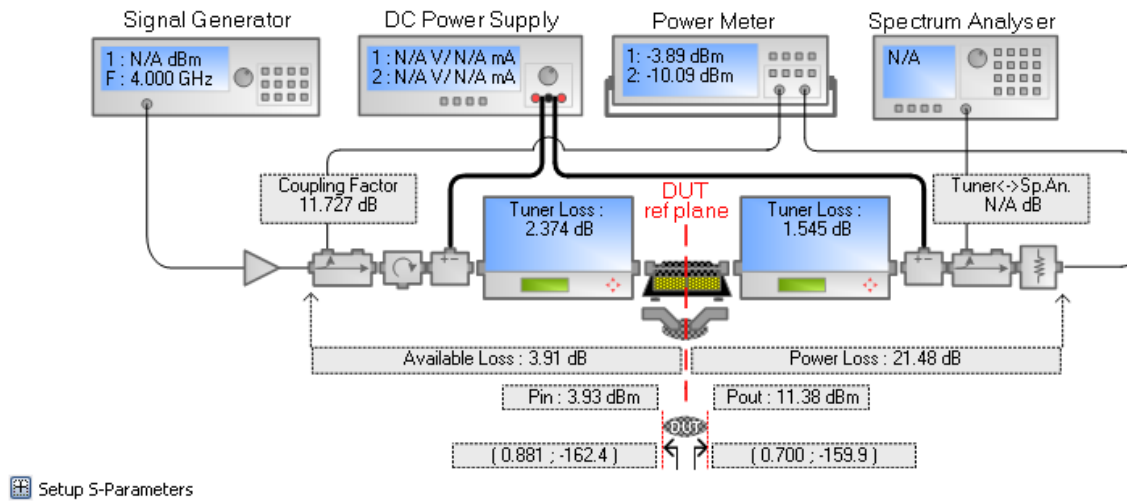 Signal Generator
DC Power Supply
Power Meter
Spectrum Analyser
1 : N/A dBm
F : 4.000 GHz
1 : N/A V/ N/A mA
2 : N/A V/ N/A mA
1: -3.89 dBm
2: -10.09 dBm
N/A
Coupling Factor
11.727 dB
Tuner Loss :
2.374 dB
DUT
ref plane
Tuner Loss :
1.545 dB
Tuner<->Sp.An.
N/A dB
Available Loss : 3.91 dB
Power Loss : 21.48 dB
Pin : 3.93 dBm
Pout : 11.38 dBm
DUT
( 0.881 ; -162.4 )
( 0.700 ; -159.9 )
Setup S-Parameters